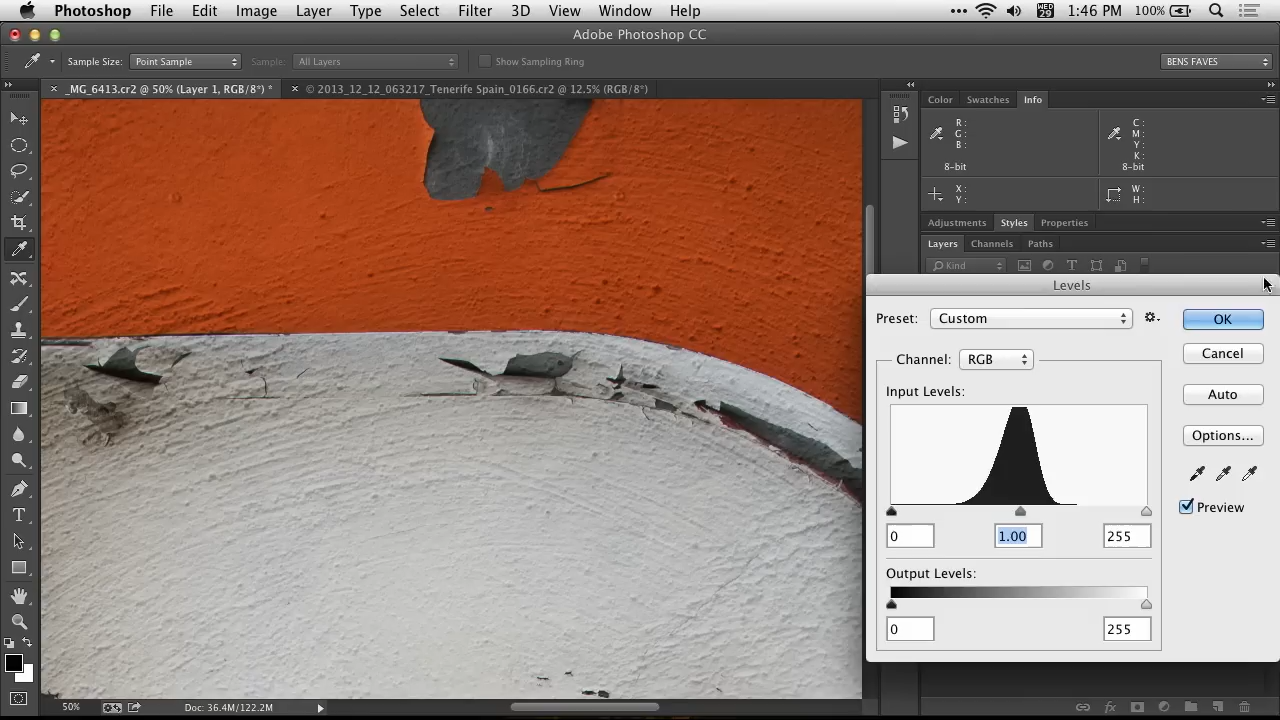 Photoshop File Edit Image Layer Type Select Filter 3D View Window Help WED 29 1:46 PM 100%
Adobe Photoshop CC
Sample Size: Point Sample Sample: All Layers Show Sampling Ring BENS FAVES
_MG_6413.cr2 @ 50% (Layer 1, RGB/8*) * © 2013_12_12_063217_Tenerife Spain_0166.cr2 @ 12.5% (RGB/8*)
Color Swatches Info
R: C:
G: M:
B: Y:
K:
8-bit 8-bit
X: W:
Y: H:
Adjustments Styles Properties
Layers Channels Paths
Kind
Levels
Preset: Custom OK
Channel: RGB Cancel
Input Levels: Auto
Options...
Preview
0 1.00 255
Output Levels:
0 255
50% Doc: 36.4M/122.2M fx